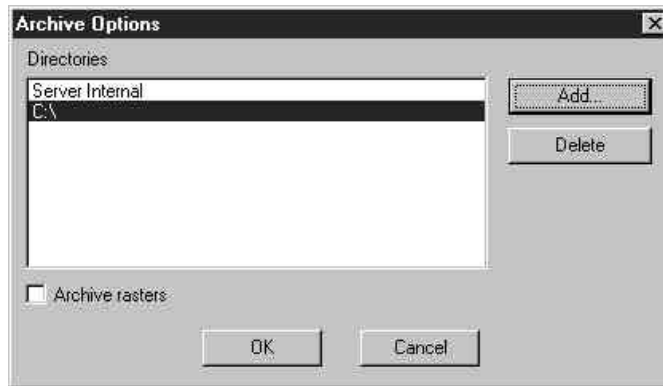 Archive Options
Directories
Server Internal
C:\
Add...
Delete
Archive rasters
OK
Cancel